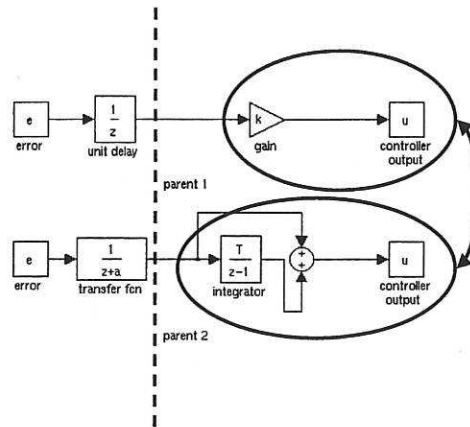 e
error
1
z
unit delay
k
gain
u
controller
output
parent 1
e
error
1
z+a
transfer fcn
T
z-1
integrator
+
+
u
controller
output
parent 2